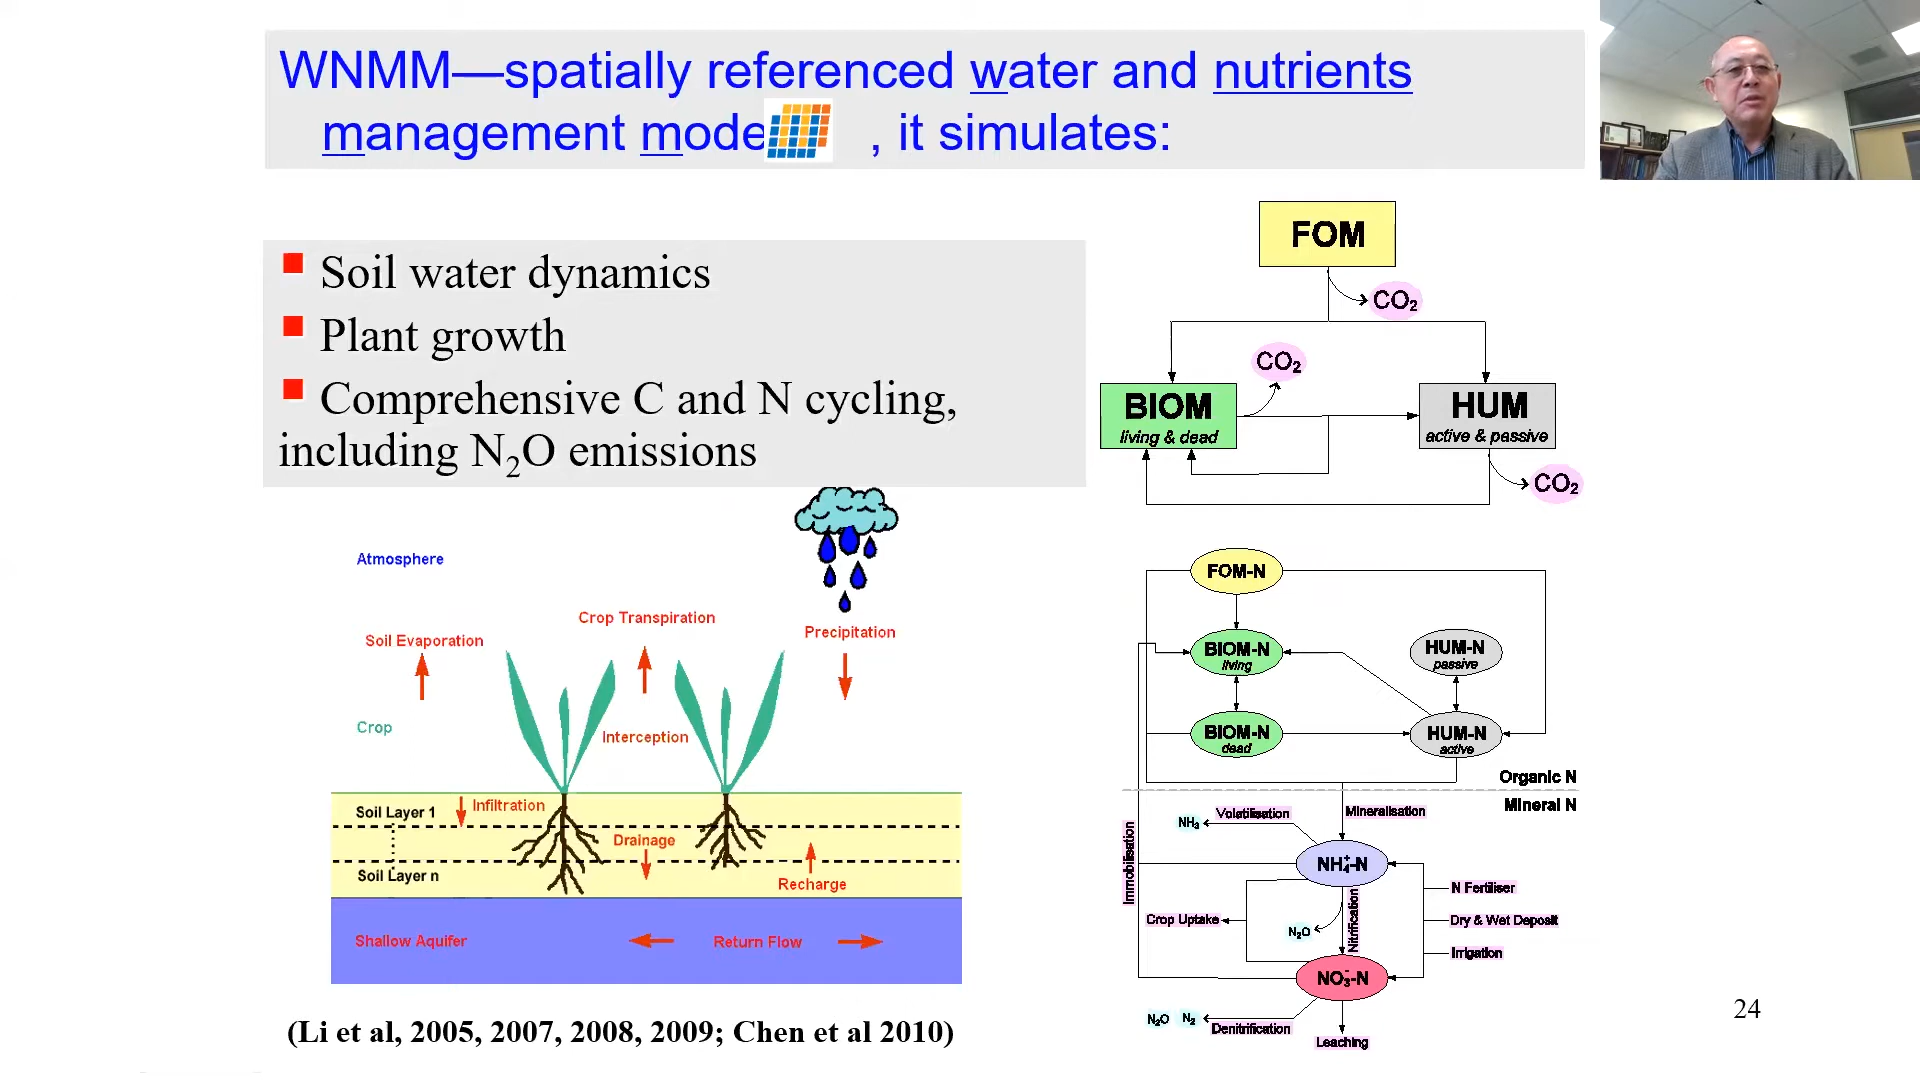 WNMM—spatially referenced water and nutrients
management mode , it simulates:
Soil water dynamics
Plant growth
Comprehensive C and N cycling,
including N₂O emissions
Atmosphere
Soil Evaporation
Crop Transpiration
Precipitation
Crop
Interception
Soil Layer 1
Infiltration
Drainage
Soil Layer n
Recharge
Shallow Aquifer
Return Flow
(Li et al, 2005, 2007, 2008, 2009; Chen et al 2010)
FOM
CO₂
CO₂
BIOM
living & dead
HUM
active & passive
CO₂
FOM-N
BIOM-N
living
HUM-N
passive
BIOM-N
dead
HUM-N
active
Organic N
Mineral N
Volatilisation
Mineralisation
NH₃
Immobilisation
NH₄⁺-N
N Fertiliser
Crop Uptake
Nitrification
Dry & Wet Deposit
N₂O
Irrigation
NO₃⁻-N
N₂O N₂
Denitrification
Leaching
24